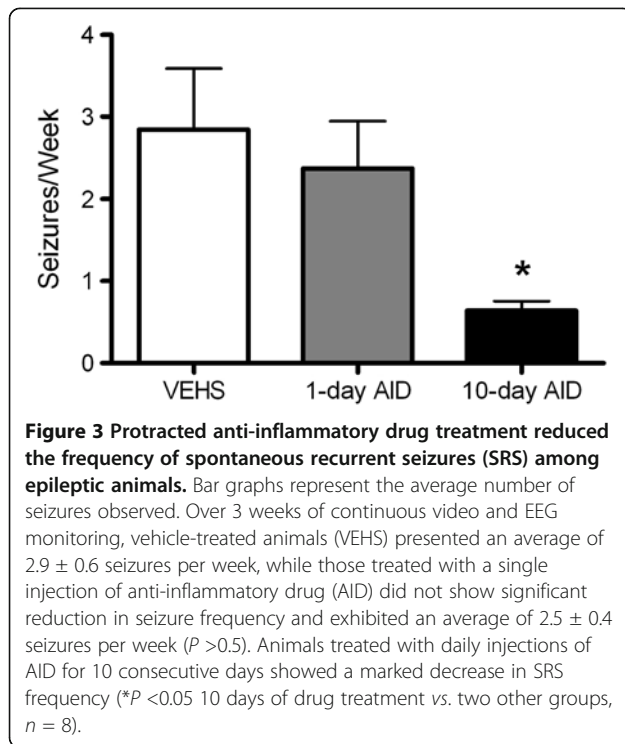 4
3
2
1
0
Seizures/Week
*
VEHS 1-day AID 10-day AID
Figure 3 Protracted anti-inflammatory drug treatment reduced
the frequency of spontaneous recurrent seizures (SRS) among
epileptic animals. Bar graphs represent the average number of
seizures observed. Over 3 weeks of continuous video and EEG
monitoring, vehicle-treated animals (VEHS) presented an average of
2.9 ± 0.6 seizures per week, while those treated with a single
injection of anti-inflammatory drug (AID) did not show significant
reduction in seizure frequency and exhibited an average of 2.5 ± 0.4
seizures per week (P >0.5). Animals treated with daily injections of
AID for 10 consecutive days showed a marked decrease in SRS
frequency (*P <0.05 10 days of drug treatment vs. two other groups,
n = 8).